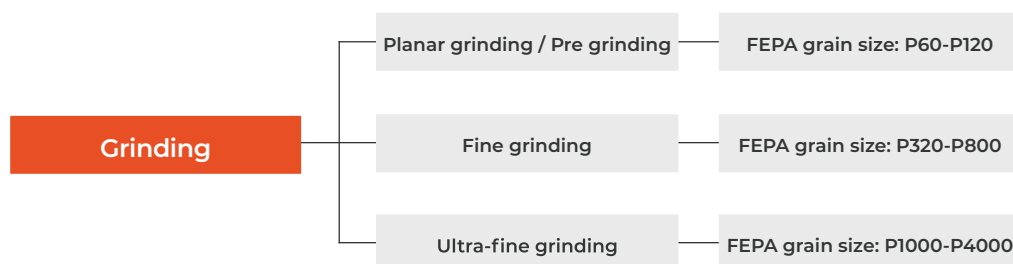 Planar grinding / Pre grinding
FEPA grain size: P60-P120
Grinding
Fine grinding
FEPA grain size: P320-P800
Ultra-fine grinding
FEPA grain size: P1000-P4000